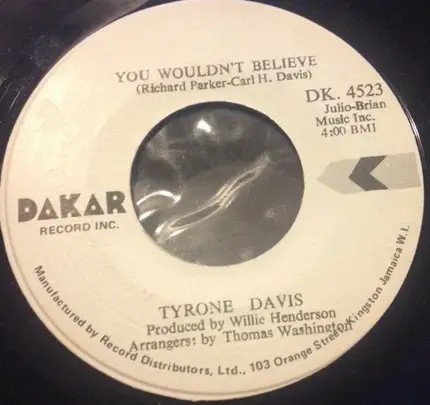 YOU WOULDN'T BELIEVE
(Richard Parker-Carl H. Davis)
DK. 4523
Julio-Brian
Music Inc.
4:00 BMI
DAKAR
RECORD INC.
TYRONE DAVIS
Produced by Willie Henderson
Arrangers: by Thomas Washington
Manufactured by Record Distributors, Ltd., 103 Orange Street, Kingston Jamaica W.I.